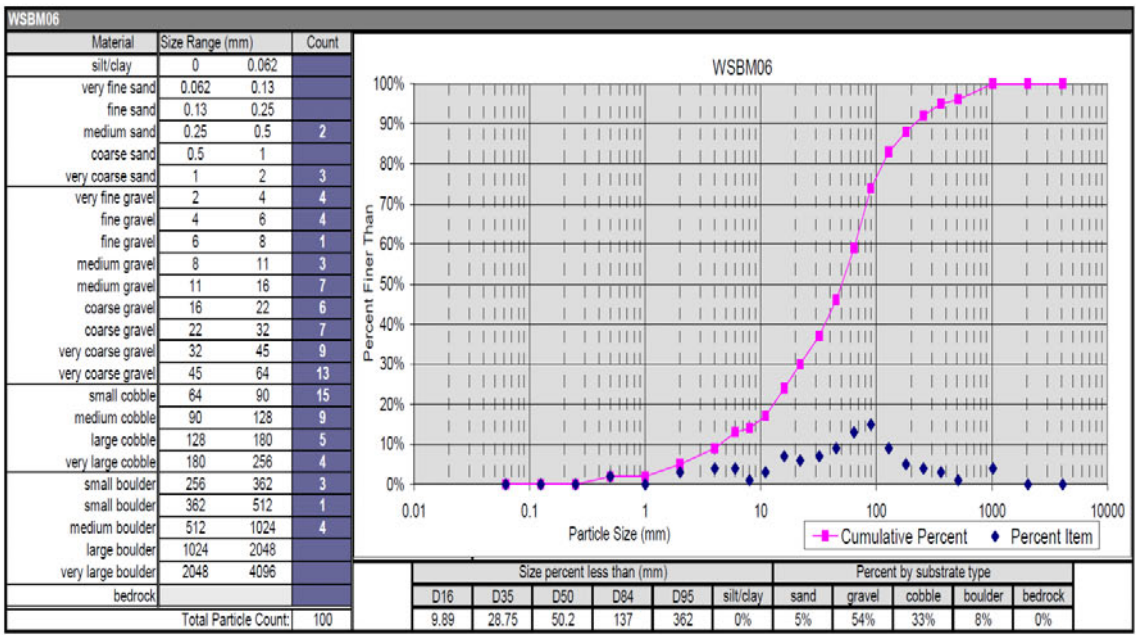 WSBM06
Material Size Range (mm) Count
silt/clay 0 0.062
very fine sand 0.062 0.13
fine sand 0.13 0.25
medium sand 0.25 0.5 2
coarse sand 0.5 1
very coarse sand 1 2 3
very fine gravel 2 4 4
fine gravel 4 6 4
fine gravel 6 8 1
medium gravel 8 11 3
medium gravel 11 16 7
coarse gravel 16 22 6
coarse gravel 22 32 7
very coarse gravel 32 45 9
very coarse gravel 45 64 13
small cobble 64 90 15
medium cobble 90 128 9
large cobble 128 180 5
very large cobble 180 256 4
small boulder 256 362 3
small boulder 362 512 1
medium boulder 512 1024 4
large boulder 1024 2048
very large boulder 2048 4096
bedrock
Total Particle Count: 100
WSBM06
Percent Finer Than
100%
90%
80%
70%
60%
50%
40%
30%
20%
10%
0%
0.01 0.1 1 10 100 1000 10000
Particle Size (mm)
Cumulative Percent Percent Item
Size percent less than (mm) Percent by substrate type
D16 D35 D50 D84 D95 silt/clay sand gravel cobble boulder bedrock
9.89 28.75 50.2 137 362 0% 5% 54% 33% 8% 0%